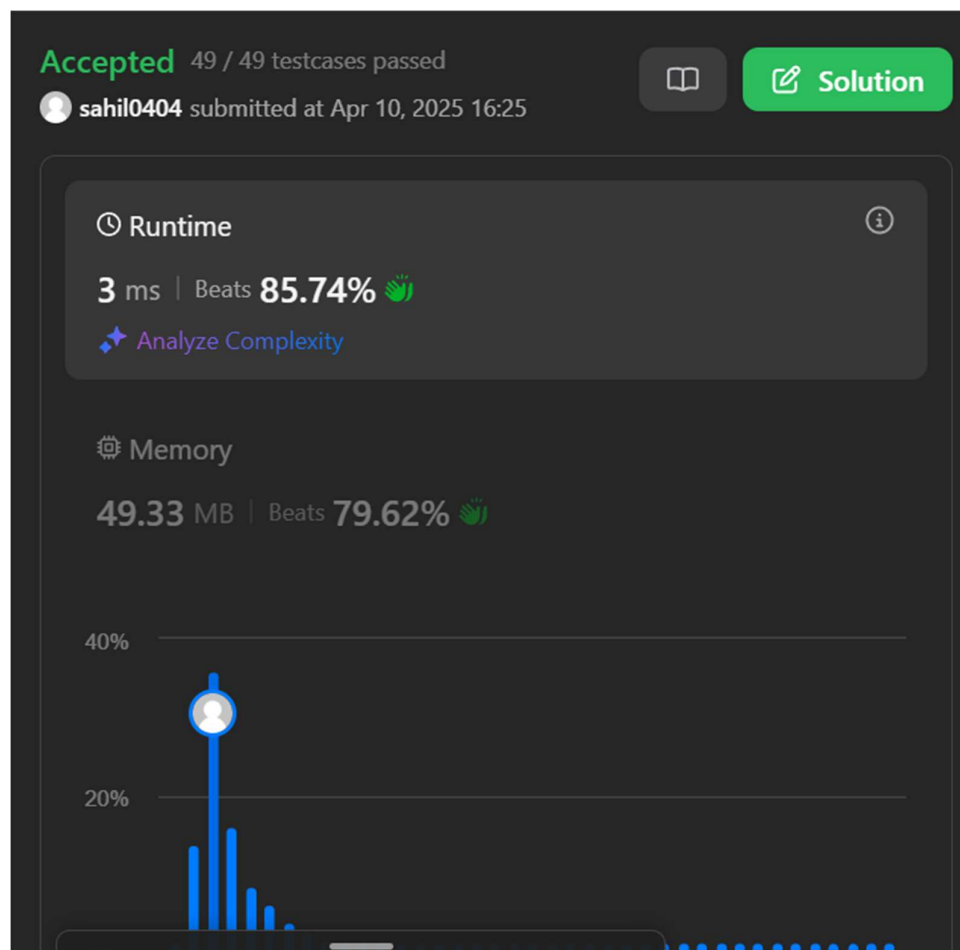 Accepted 49 / 49 testcases passed
Solution
sahil0404 submitted at Apr 10, 2025 16:25
Runtime
3 ms | Beats 85.74%
Analyze Complexity
Memory
49.33 MB | Beats 79.62%
40%
20%